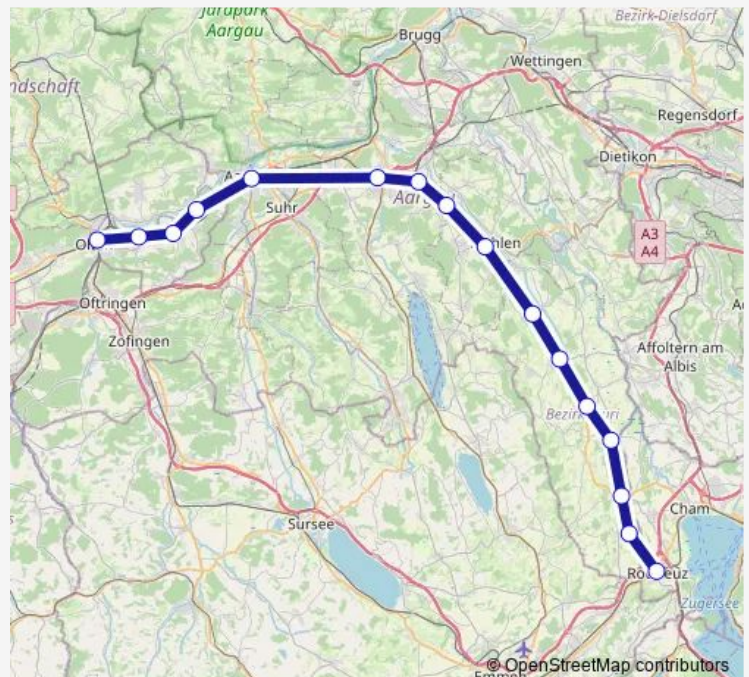 Jurapark
Aargau
Bezirk-Dielsdorf
Brugg
Wettingen
ndschaft
Regensdorf
Dietikon
Suhr
A3
A4
Oftringen
Zofingen
Affoltern am
Albis
Sursee
Cham
Zugersee
© OpenStreetMap contributors